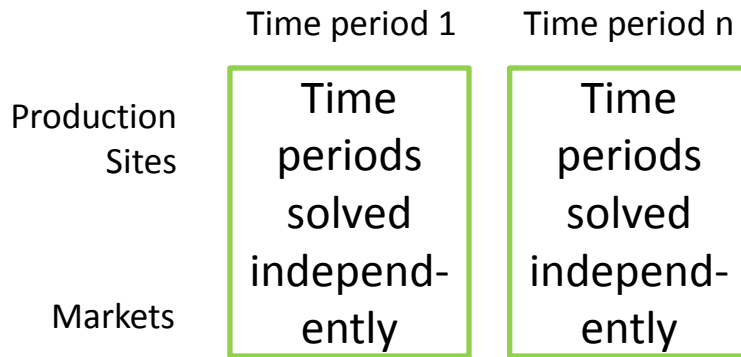 Time period 1
Time period n
Production
Sites
Markets
Time
periods
solved
independ-
ently
Time
periods
solved
independ-
ently